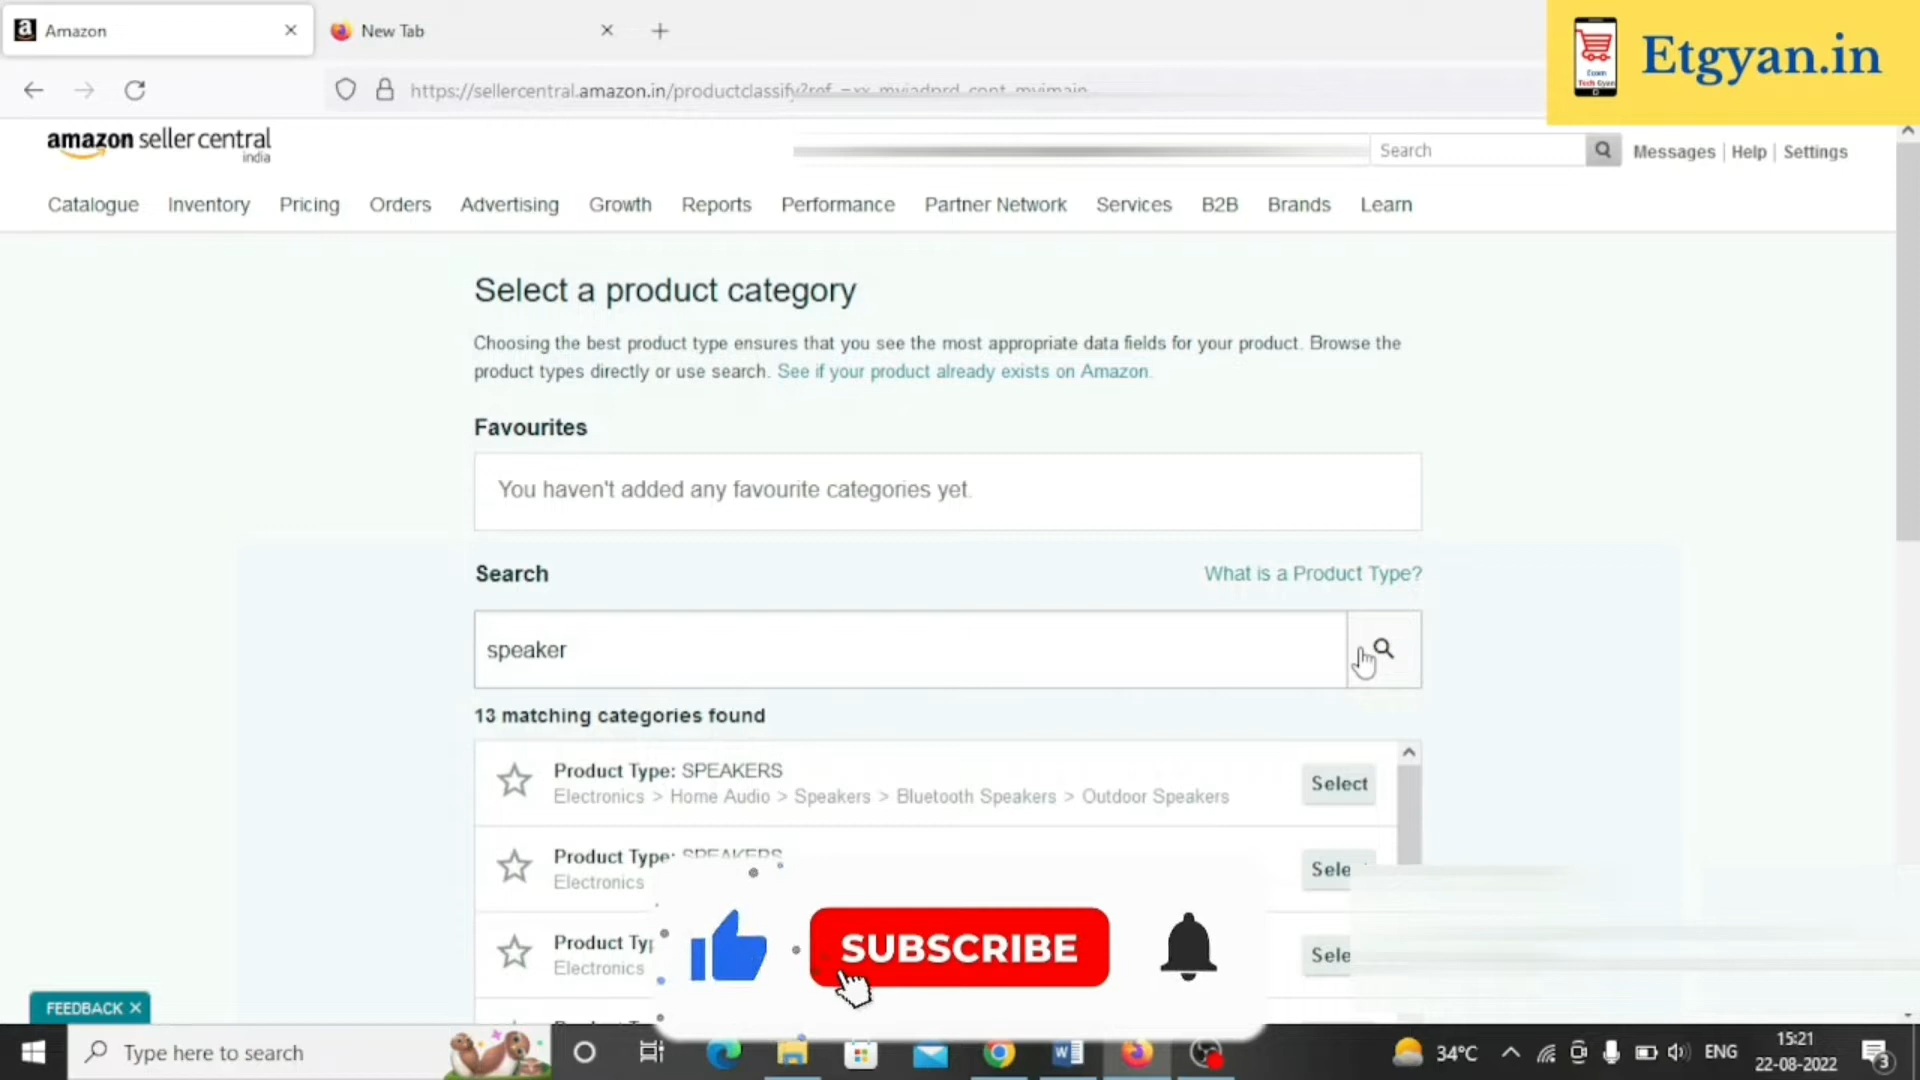 Amazon
New Tab
https://sellercentral.amazon.in/productclassify?ref_=xx_myiadprd_cont_myimain
Etgyan.in
amazon seller central
india
Search
Messages | Help | Settings
Catalogue Inventory Pricing Orders Advertising Growth Reports Performance Partner Network Services B2B Brands Learn
Select a product category
Choosing the best product type ensures that you see the most appropriate data fields for your product. Browse the
product types directly or use search. See if your product already exists on Amazon.
Favourites
You haven't added any favourite categories yet.
Search What is a Product Type?
speaker
13 matching categories found
Product Type: SPEAKERS
Electronics > Home Audio > Speakers > Bluetooth Speakers > Outdoor Speakers
Select
Product Type: SPEAKERS
Electronics
Sele
Product Typ
Electronics
Sele
SUBSCRIBE
FEEDBACK
Type here to search
34°C
ENG
15:21
22-08-2022
3